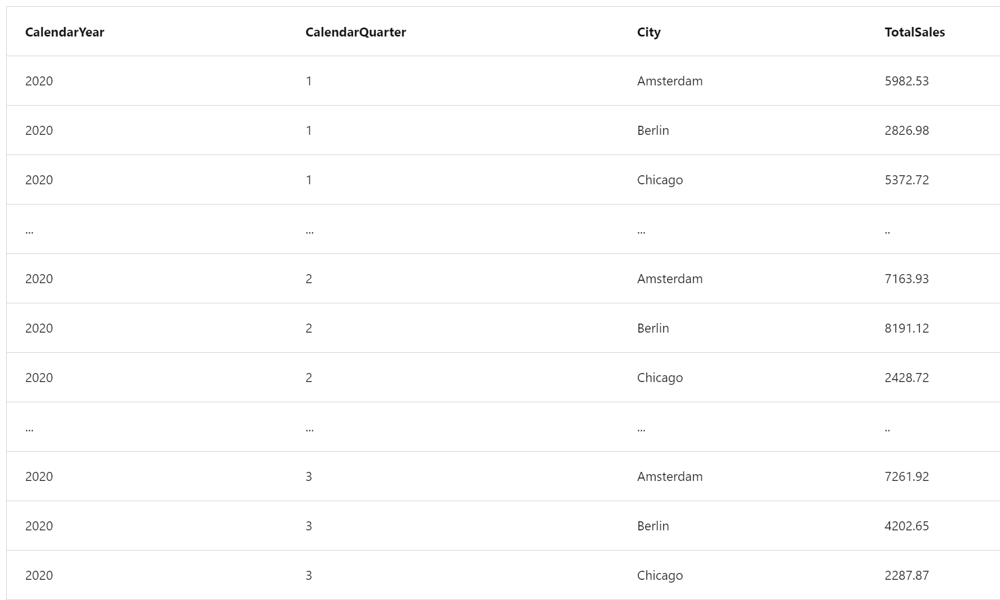 CalendarYear CalendarQuarter City TotalSales
2020 1 Amsterdam 5982.53
2020 1 Berlin 2826.98
2020 1 Chicago 5372.72
... ... ... ..
2020 2 Amsterdam 7163.93
2020 2 Berlin 8191.12
2020 2 Chicago 2428.72
... ... ... ..
2020 3 Amsterdam 7261.92
2020 3 Berlin 4202.65
2020 3 Chicago 2287.87